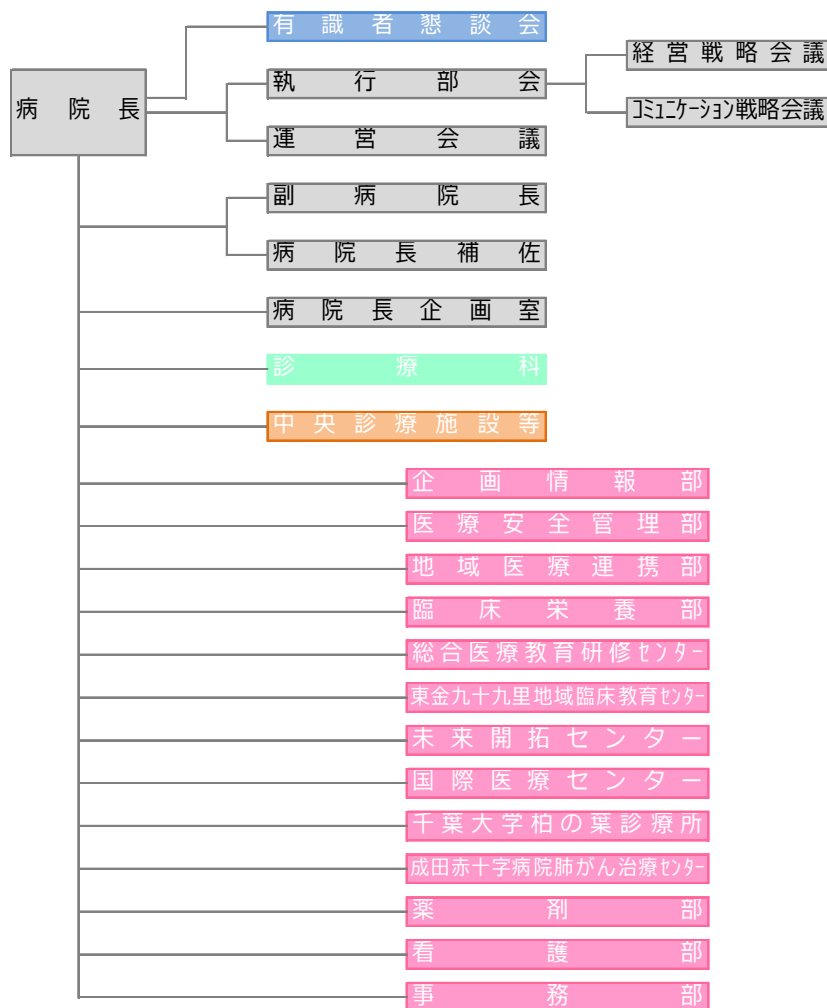 有識者懇談会
経営戦略会議
執行部会
病院長
コミュニケーション戦略会議
運営会議
副病院長
病院長補佐
病院長企画室
診療科
中央診療施設等
企画情報部
医療安全管理部
地域医療連携部
臨床栄養部
総合医療教育研修センター
東金九十九里地域臨床教育センター
未来開拓センター
国際医療センター
千葉大学柏の葉診療所
成田赤十字病院肺がん治療センター
薬剤部
看護部
事務部